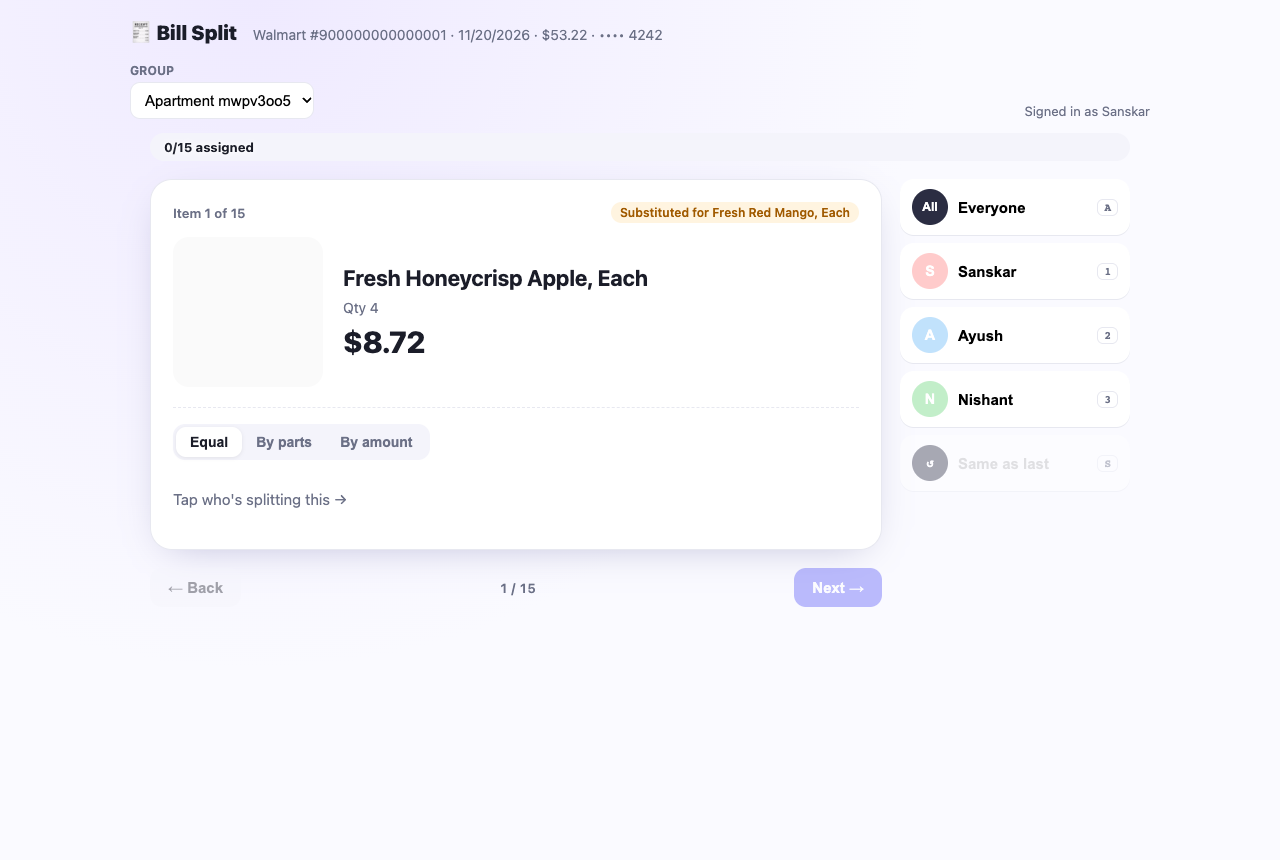 Bill Split Walmart #900000000000001 · 11/20/2026 · $53.22 · •••• 4242
GROUP
Apartment mwpv3oo5
Signed in as Sanskar
0/15 assigned
Item 1 of 15
Substituted for Fresh Red Mango, Each
Fresh Honeycrisp Apple, Each
Qty 4
$8.72
Equal By parts By amount
Tap who's splitting this →
← Back
1 / 15
Next →
All Everyone A
S Sanskar 1
A Ayush 2
N Nishant 3
↺ Same as last S